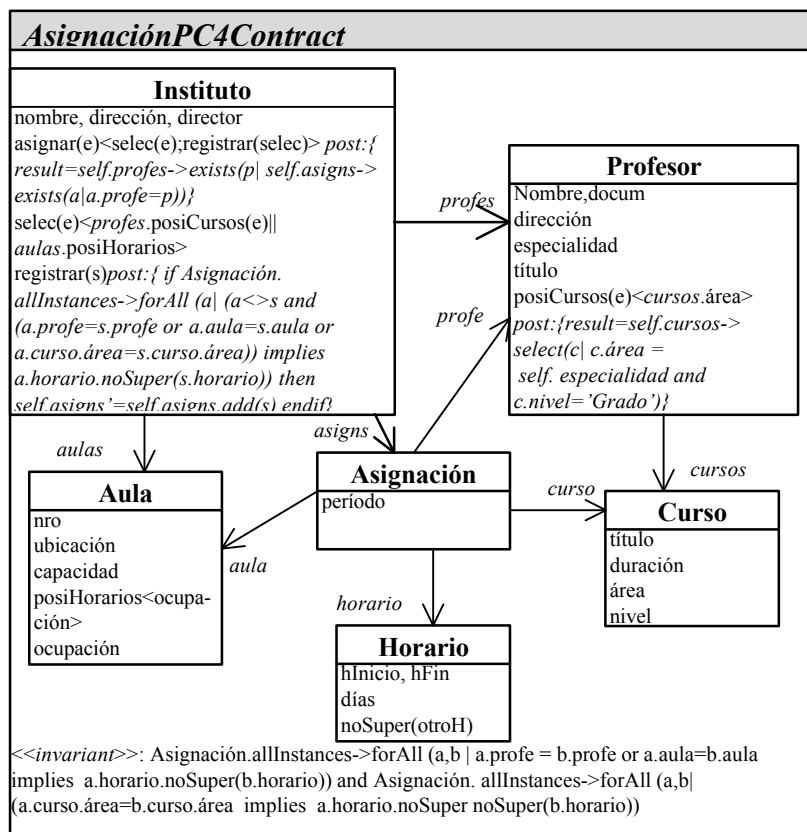 AsignaciónPC4Contract
Instituto
nombre, dirección, director
asignar(e)<selec(e);registrar(selec)> post:{
result=self.profes->exists(p| self.asigns->
exists(a|a.profe=p))}
selec(e)<profes.posiCursos(e)||
aulas.posiHorarios>
registrar(s)post:{ if Asignación.
allInstances->forAll (a| (a<>s and
(a.profe=s.profe or a.aula=s.aula or
a.curso.área=s.curso.área)) implies
a.horario.noSuper(s.horario)) then
self.asigns’=self.asigns.add(s) endif}
profes
Profesor
Nombre,docum
dirección
especialidad
título
posiCursos(e)<cursos.área>
post:{result=self.cursos->
select(c| c.área =
self. especialidad and
c.nivel=’Grado’)}
profe
asigns
aulas
Aula
nro
ubicación
capacidad
posiHorarios<ocupa-
ción>
ocupación
aula
Asignación
período
curso
cursos
Curso
título
duración
área
nivel
horario
Horario
hInicio, hFin
días
noSuper(otroH)
<<invariant>>: Asignación.allInstances->forAll (a,b | a.profe = b.profe or a.aula=b.aula
implies a.horario.noSuper(b.horario)) and Asignación. allInstances->forAll (a,b|
(a.curso.área=b.curso.área implies a.horario.noSuper noSuper(b.horario))